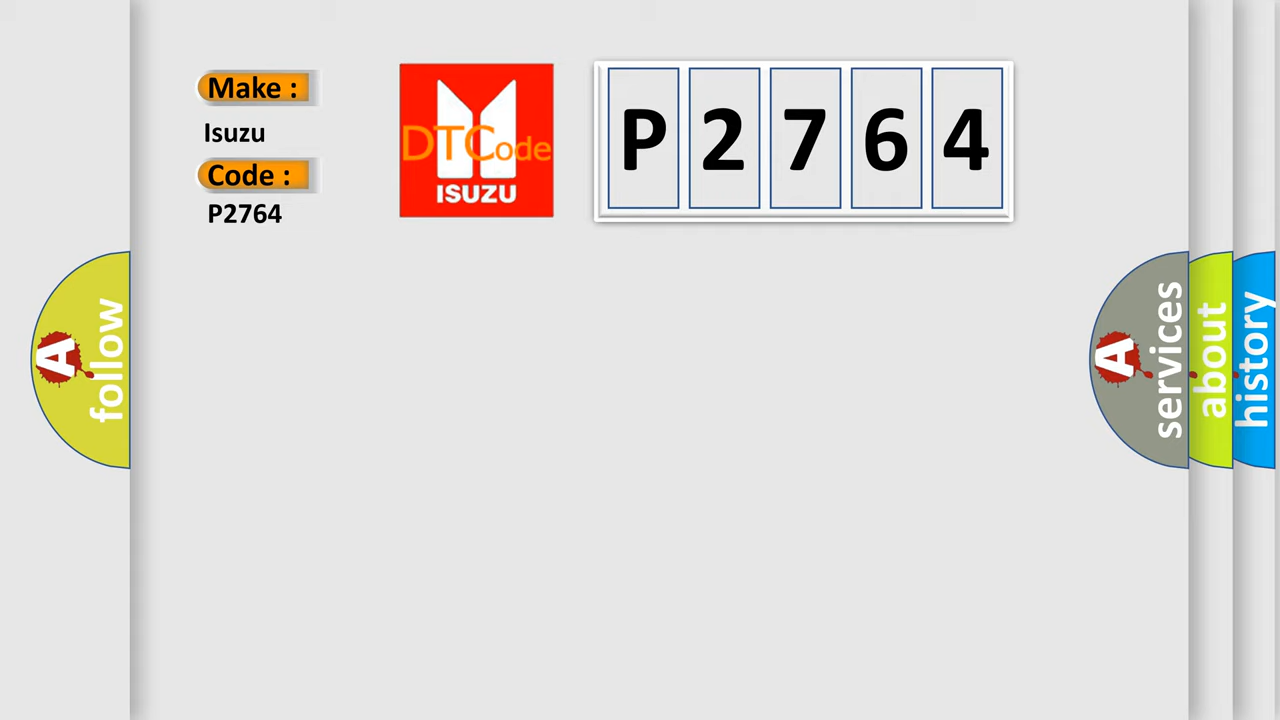 Make :
Isuzu
Code :
P2764
DTCode
ISUZU
P 2 7 6 4
A follow
A services
about
history